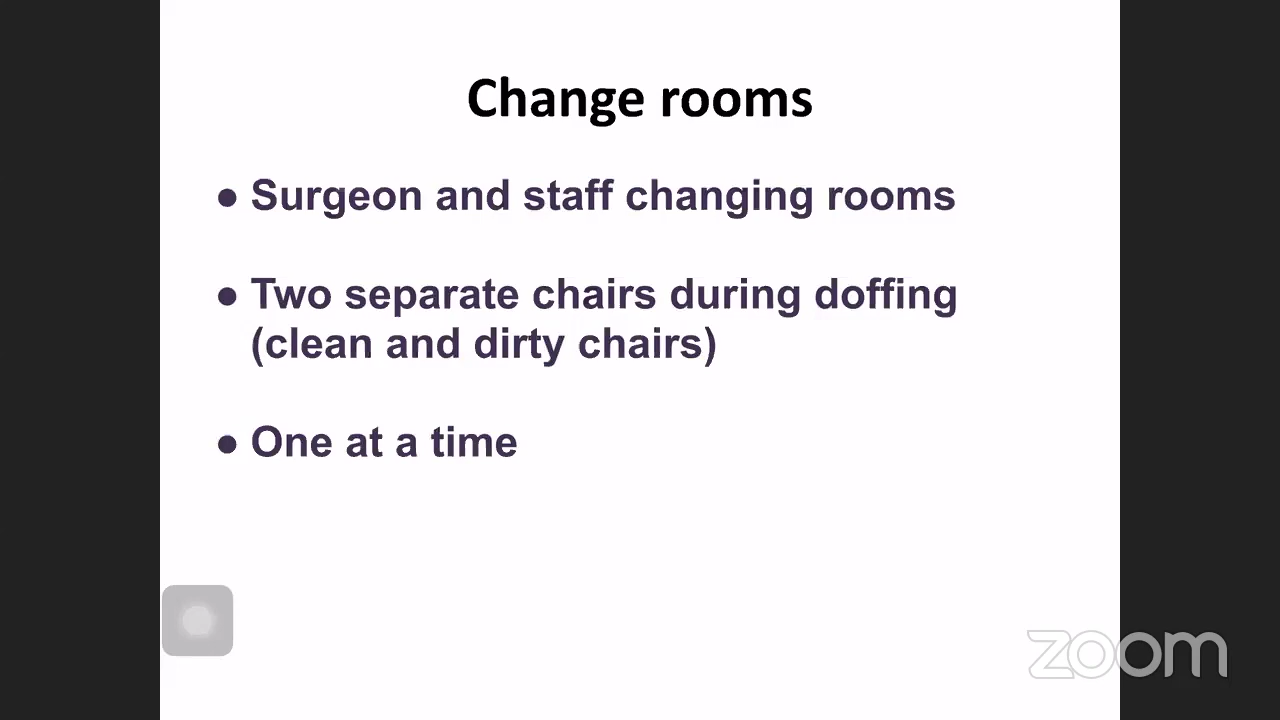 Change rooms
● Surgeon and staff changing rooms
● Two separate chairs during doffing
(clean and dirty chairs)
● One at a time
zoom